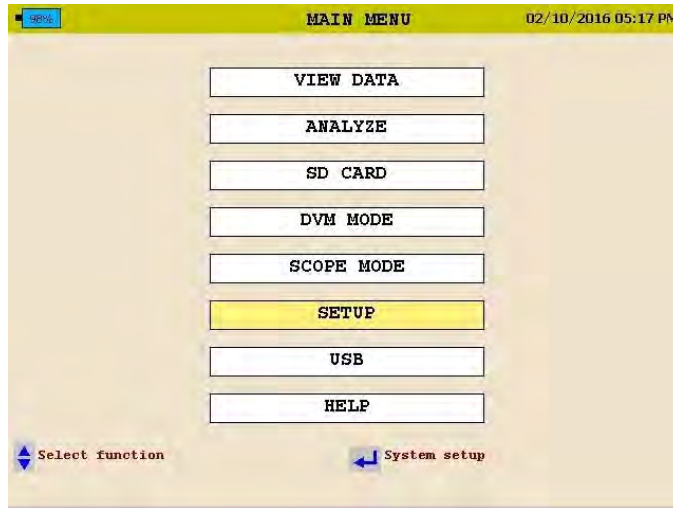 98% MAIN MENU 02/10/2016 05:17 PM
VIEW DATA
ANALYZE
SD CARD
DVM MODE
SCOPE MODE
SETUP
USB
HELP
Select function System setup